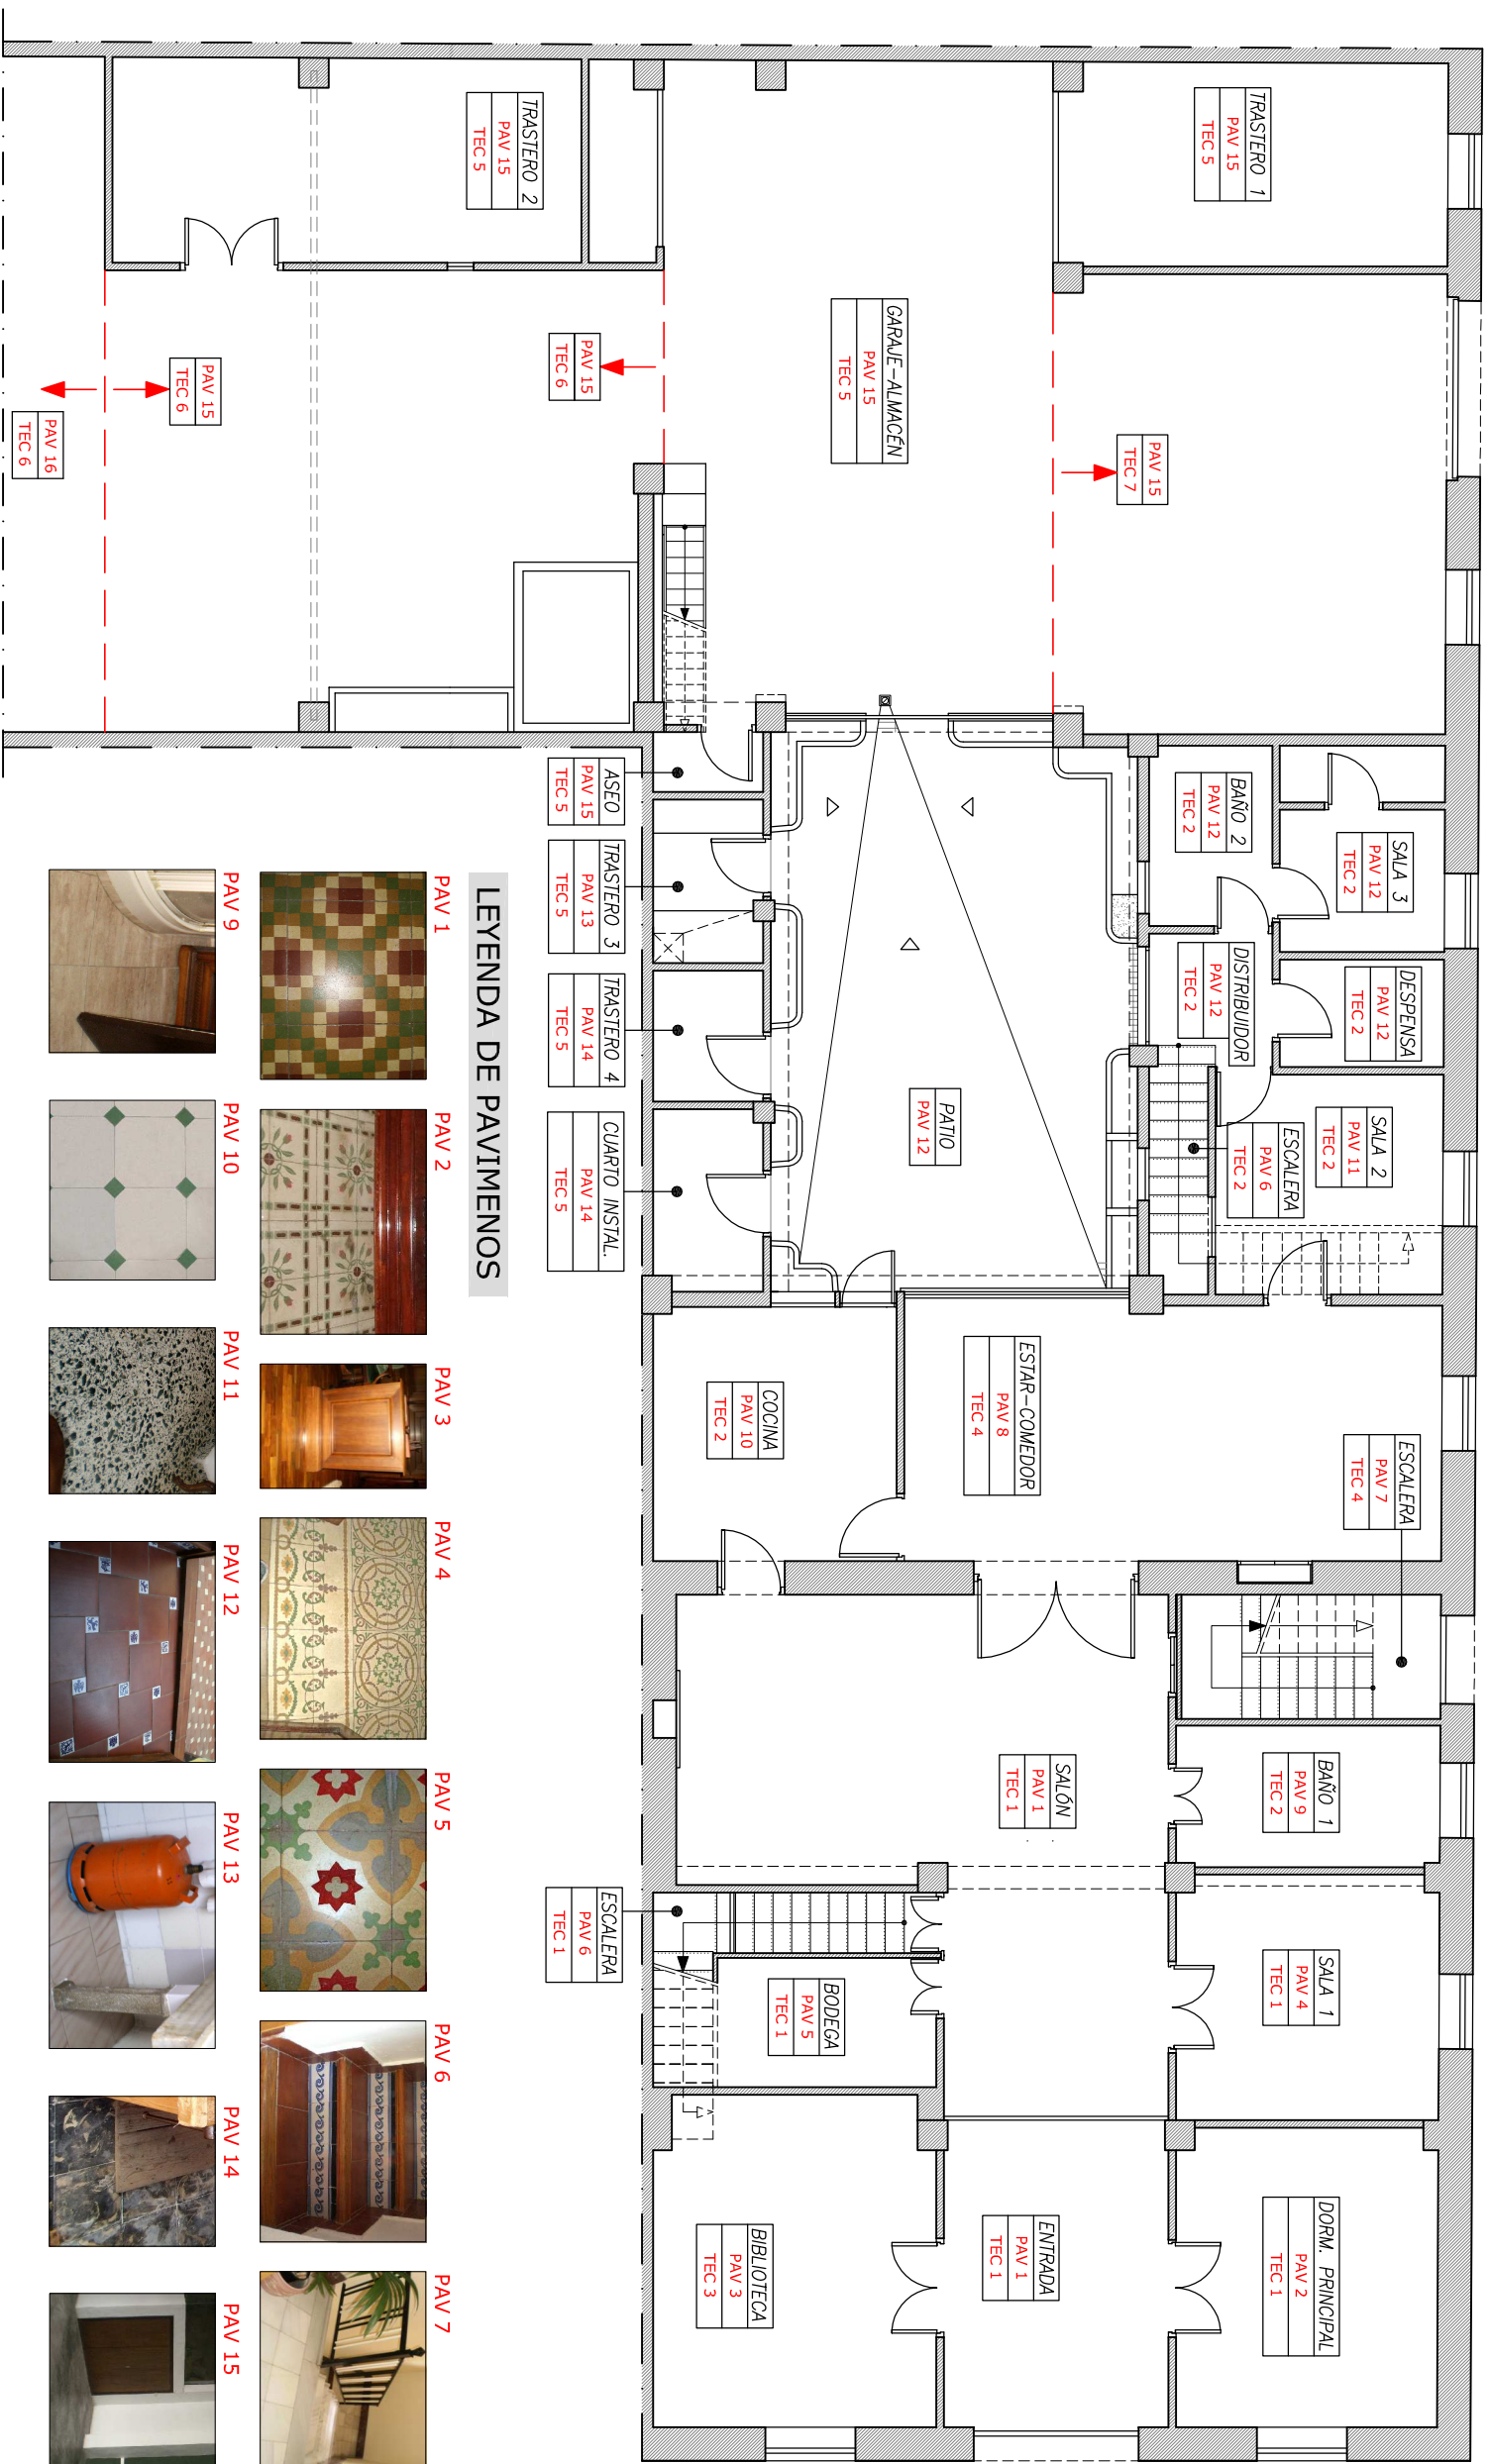 TRASTERO 1
PAV 15
TEC 5
PAV 15
TEC 7
GARAJE-ALMACÉN
PAV 15
TEC 5
TRASTERO 2
PAV 15
TEC 5
PAV 15
TEC 6
PAV 15
TEC 6
PAV 16
TEC 6
SALA 3
PAV 12
TEC 2
BAÑO 2
PAV 12
TEC 2
DESPENSA
PAV 12
TEC 2
DISTRIBUIDOR
PAV 12
TEC 2
SALA 2
PAV 11
TEC 2
ESCALERA
PAV 6
TEC 2
PATIO
PAV 12
ASEO
PAV 15
TEC 5
TRASTERO 3
PAV 13
TEC 5
TRASTERO 4
PAV 14
TEC 5
CUARTO INSTAL.
PAV 14
TEC 5
ESCALERA
PAV 7
TEC 4
ESTAR-COMEDOR
PAV 8
TEC 4
COCINA
PAV 10
TEC 2
BAÑO 1
PAV 9
TEC 2
SALÓN
PAV 1
TEC 1
SALA 1
PAV 4
TEC 1
ESCALERA
PAV 6
TEC 1
BODEGA
PAV 5
TEC 1
DORM. PRINCIPAL
PAV 2
TEC 1
ENTRADA
PAV 1
TEC 1
BIBLIOTECA
PAV 3
TEC 3
LEYENDA DE PAVIMENOS
PAV 1
PAV 2
PAV 3
PAV 4
PAV 5
PAV 6
PAV 7
PAV 9
PAV 10
PAV 11
PAV 12
PAV 13
PAV 14
PAV 15